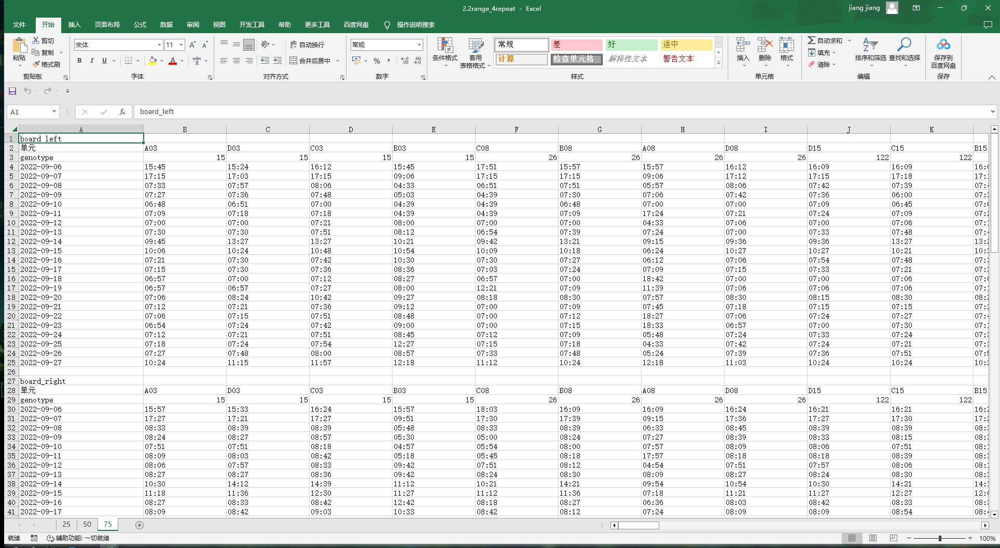 2.2range_4repeat - Excel
jiang jiang
文件 开始 插入 页面布局 公式 数据 审阅 视图 开发工具 帮助 更多工具 百度网盘 操作说明搜索
粘贴 剪切 复制 格式刷 剪贴板
宋体 11 B I U A A A wén 文 字体
ab 自动换行 合并后居中 对齐方式
常规 % 数字
条件格式 套用 表格格式
常规 差 好 适中
计算 检查单元格 解释性文本 警告文本
样式
插入 删除 格式 单元格
自动求和 填充 清除 排序和筛选 查找和选择 编辑
保存到 百度网盘 保存
A1 fx board_left
A B C D E F G H I J K
1 board_left
2 单元 A03 D03 C03 B03 C08 B08 A08 D08 D15 C15 B15
3 genotype 15 15 15 15 26 26 26 26 122 122
4 2022-09-06 15:45 15:24 16:12 15:45 17:51 15:57 15:57 16:12 16:09 16:09
5 2022-09-07 17:15 17:03 17:15 09:06 17:15 17:15 09:06 17:12 17:15 17:18
6 2022-09-08 07:33 07:57 08:06 04:33 06:51 07:51 05:57 08:06 07:42 07:39
7 2022-09-09 07:27 07:36 07:48 05:03 04:39 07:30 07:06 07:42 07:36 06:00
8 2022-09-10 06:48 06:51 07:00 04:39 04:39 06:48 07:00 07:00 07:09 06:45
9 2022-09-11 07:09 07:18 07:18 04:39 04:39 07:09 17:24 07:21 07:24 07:09
10 2022-09-12 07:00 07:00 07:21 08:00 07:00 07:00 04:33 07:06 07:00 07:06
11 2022-09-13 07:30 07:30 07:51 08:12 06:54 07:39 07:24 07:00 07:33 07:48
12 2022-09-14 09:45 13:27 13:27 10:21 09:42 13:21 09:15 09:36 09:36 13:27
13 2022-09-15 10:06 10:24 10:48 10:54 10:09 10:18 06:24 10:27 10:27 10:21
14 2022-09-16 07:21 07:30 07:42 10:30 07:30 07:27 06:12 07:06 07:54 07:48
15 2022-09-17 07:15 07:30 07:36 08:36 07:03 07:24 07:09 07:15 07:33 07:21
16 2022-09-18 06:57 07:00 07:12 08:27 06:57 07:00 18:42 07:00 07:00 07:06
17 2022-09-19 06:57 06:57 07:27 08:00 12:21 07:09 11:39 07:06 07:06 07:06
18 2022-09-20 07:06 08:24 10:42 09:27 08:18 08:30 07:57 08:30 08:15 08:30
19 2022-09-21 07:12 07:21 07:36 09:12 07:00 07:09 07:45 07:18 07:15 07:15
20 2022-09-22 07:06 07:15 07:51 08:48 07:00 07:12 18:27 07:06 07:24 07:27
21 2022-09-23 06:54 07:24 07:42 09:00 07:00 07:15 18:33 06:57 07:00 07:30
22 2022-09-24 07:12 07:21 07:51 08:45 07:12 07:09 05:48 07:24 07:33 07:24
23 2022-09-25 07:18 07:24 07:54 12:27 07:15 07:18 04:33 07:42 07:24 07:21
24 2022-09-26 07:27 07:48 08:00 08:57 07:33 07:48 05:24 07:39 07:36 07:51
25 2022-09-27 10:24 11:15 11:57 12:18 11:12 10:24 12:18 11:03 10:24 10:24
26
27 board_right
28 单元 A03 D03 C03 B03 C08 B08 A08 D08 D15 C15 B15
29 genotype 15 15 15 15 26 26 26 26 122 122
30 2022-09-06 15:57 15:33 16:24 15:57 18:03 16:09 16:09 16:24 16:21 16:21
31 2022-09-07 17:27 17:21 17:27 09:51 17:30 17:39 09:15 17:36 17:27 17:30
32 2022-09-08 08:33 08:39 08:39 05:48 08:33 08:39 06:33 08:45 08:39 08:39
33 2022-09-09 08:24 08:27 08:57 05:30 05:00 08:24 07:27 08:39 08:33 08:15
34 2022-09-10 07:51 07:51 08:18 04:57 05:54 08:00 07:57 08:09 08:06 07:51
35 2022-09-11 08:09 08:03 08:42 05:18 05:45 08:18 17:57 08:18 08:18 08:39
36 2022-09-12 08:06 07:57 08:33 09:42 07:51 08:12 04:54 07:51 07:57 08:06
37 2022-09-13 08:27 08:27 08:36 09:42 08:24 08:30 08:09 08:27 08:24 08:30
38 2022-09-14 10:30 14:12 14:39 11:12 10:21 14:21 09:54 10:54 10:30 14:21
39 2022-09-15 11:18 11:36 12:30 11:27 11:12 11:36 07:18 11:21 11:27 12:27
40 2022-09-16 08:27 08:33 08:42 12:42 08:18 08:27 06:36 08:03 08:42 08:33
41 2022-09-17 08:09 08:42 09:03 10:33 08:42 08:12 07:24 08:09 08:09 08:54
25 50 75
就绪 辅助功能: 一切就绪 100%